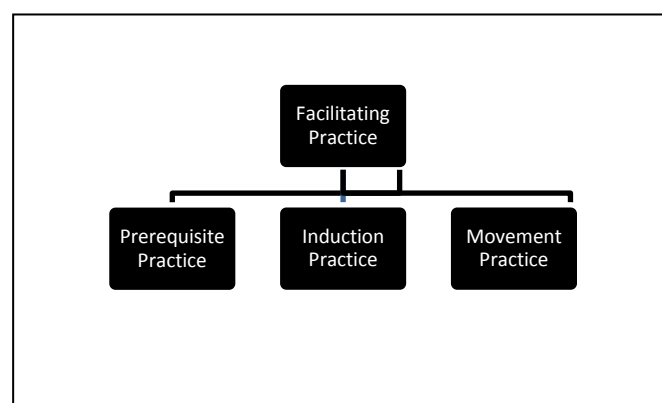 Facilitating
Practice
Prerequisite
Practice
Induction
Practice
Movement
Practice